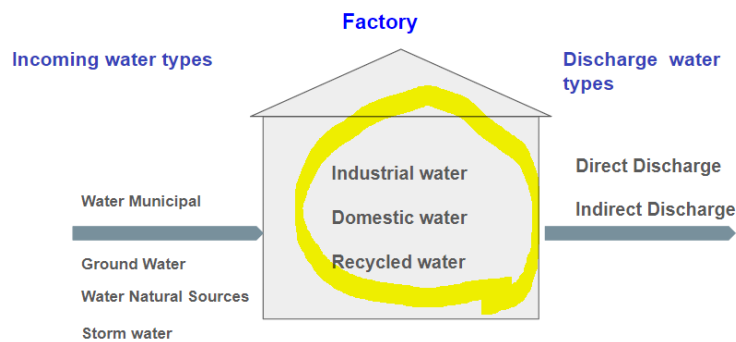 Factory
Incoming water types
Discharge water
types
Industrial water
Domestic water
Recycled water
Water Municipal
Ground Water
Water Natural Sources
Storm water
Direct Discharge
Indirect Discharge